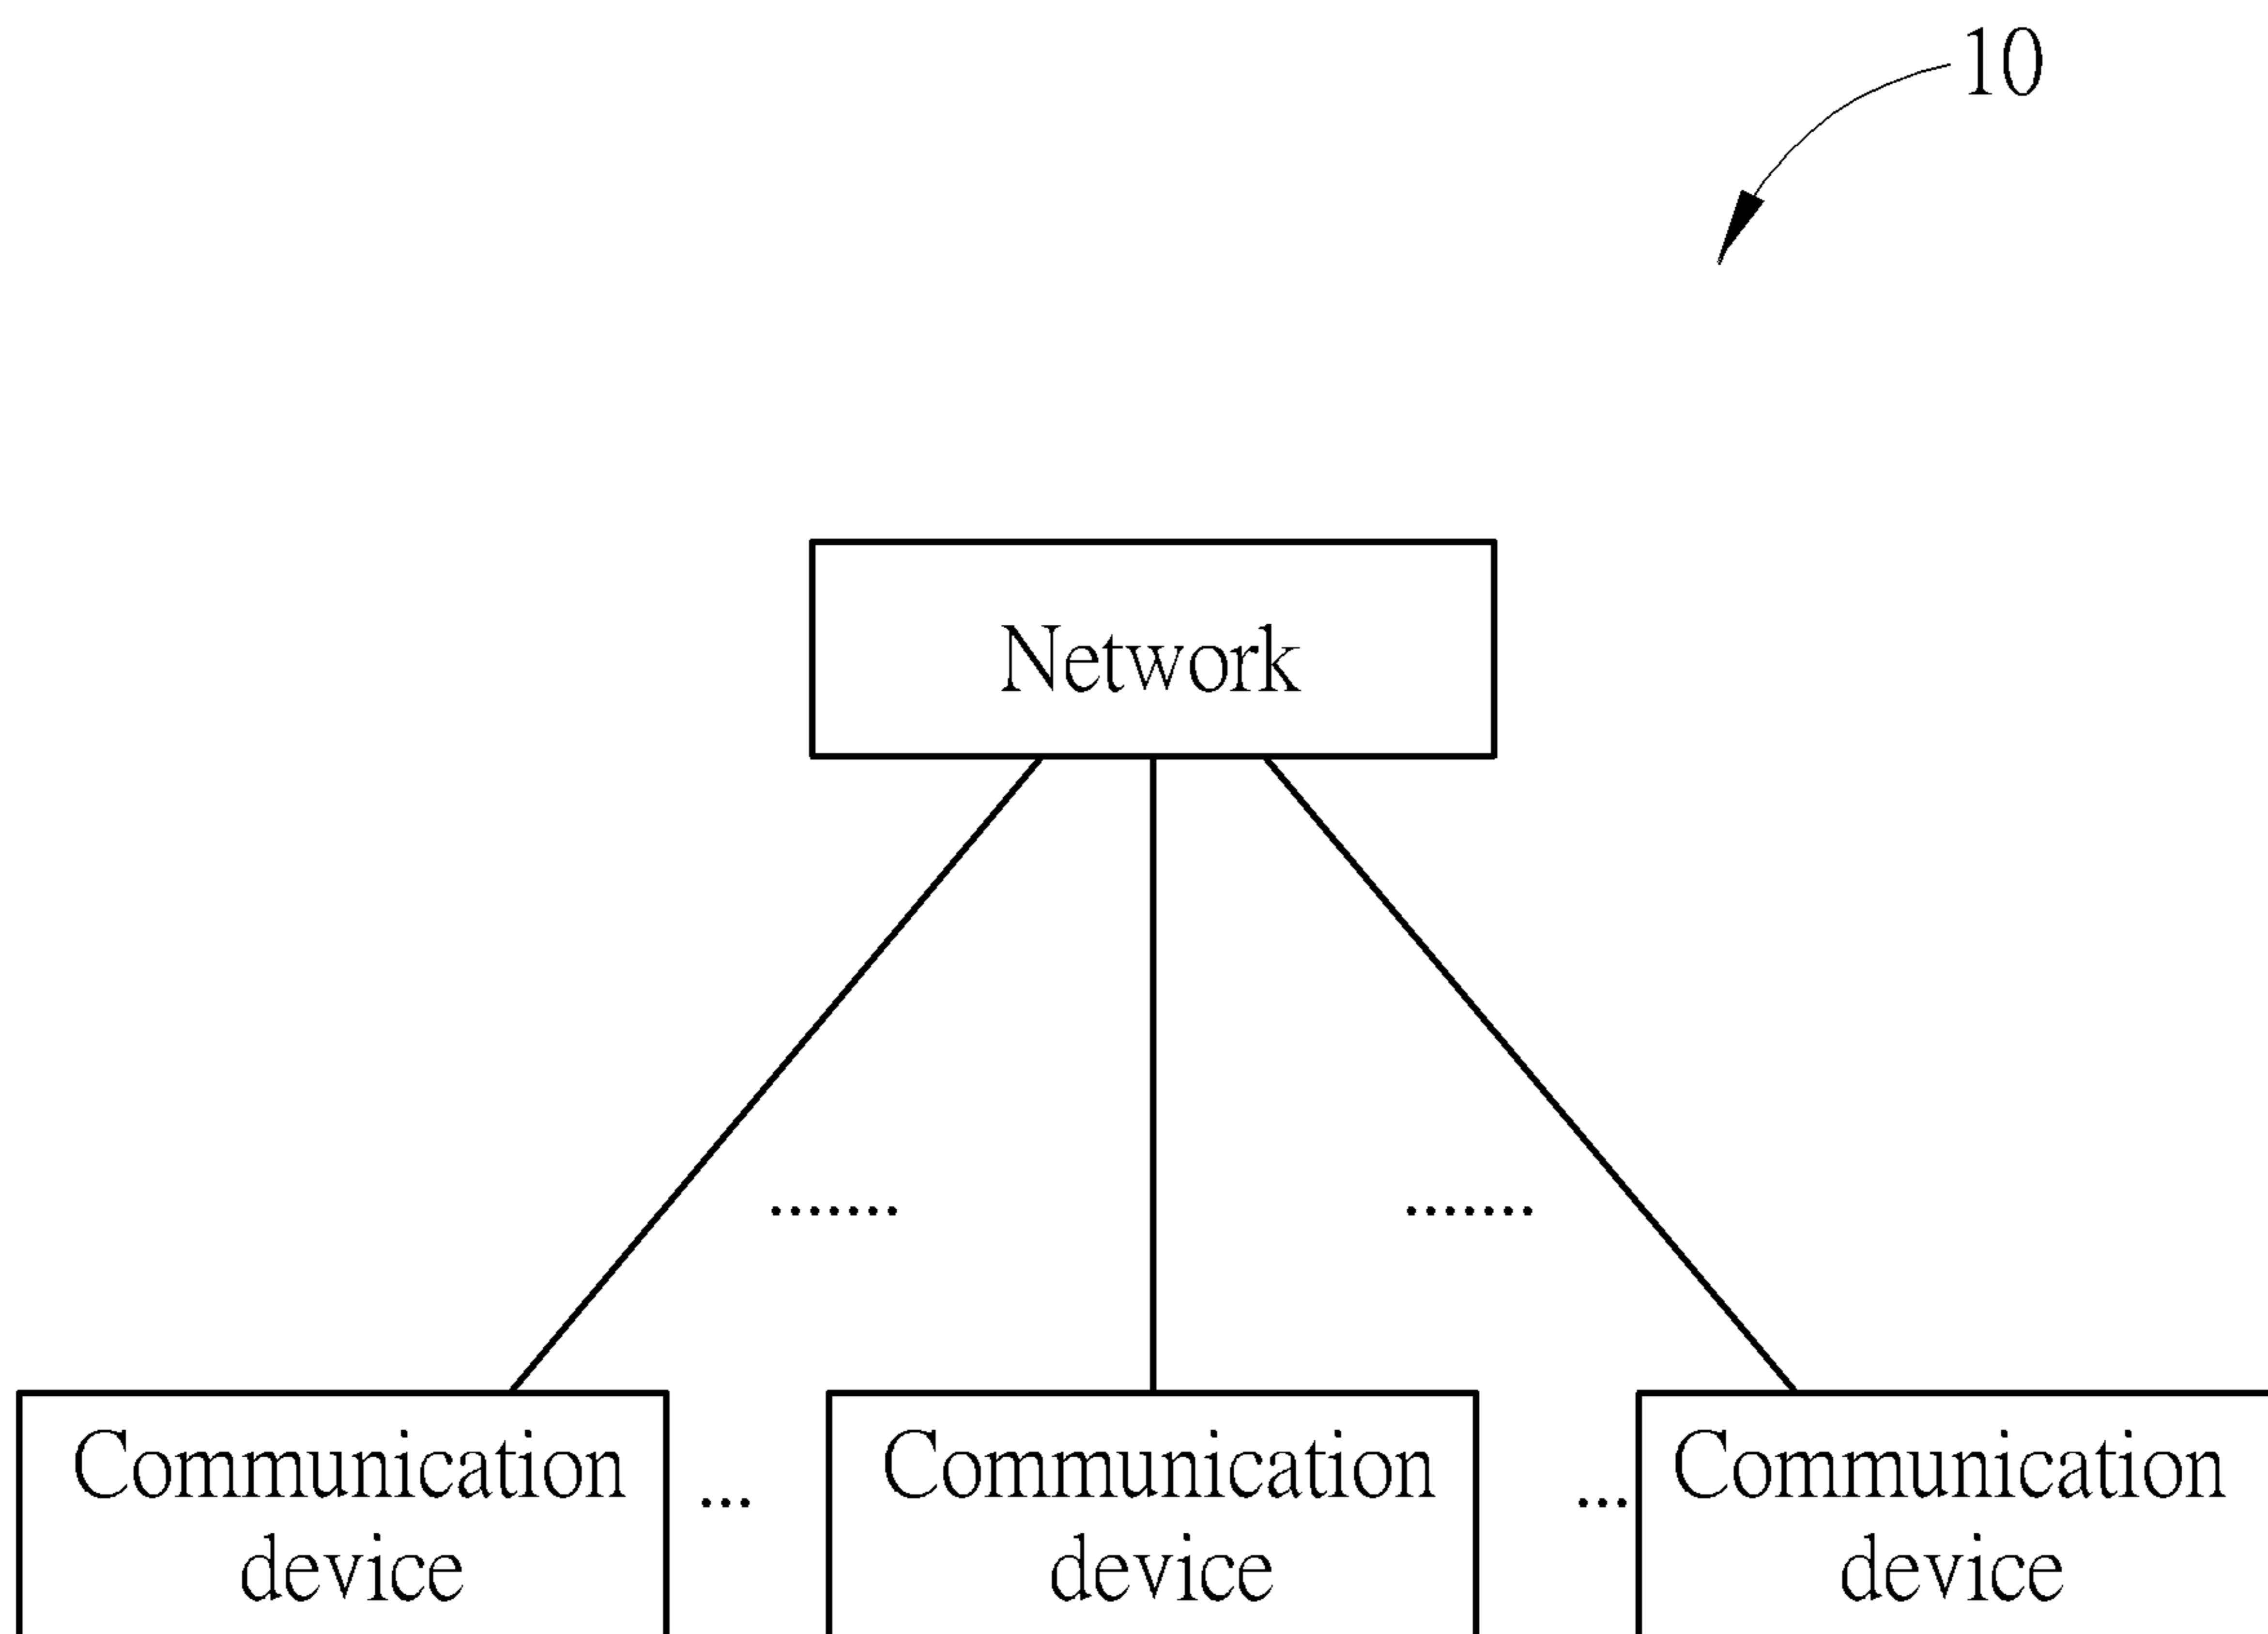 10
Network
.......
.......
Communication device
...
Communication device
...
Communication device